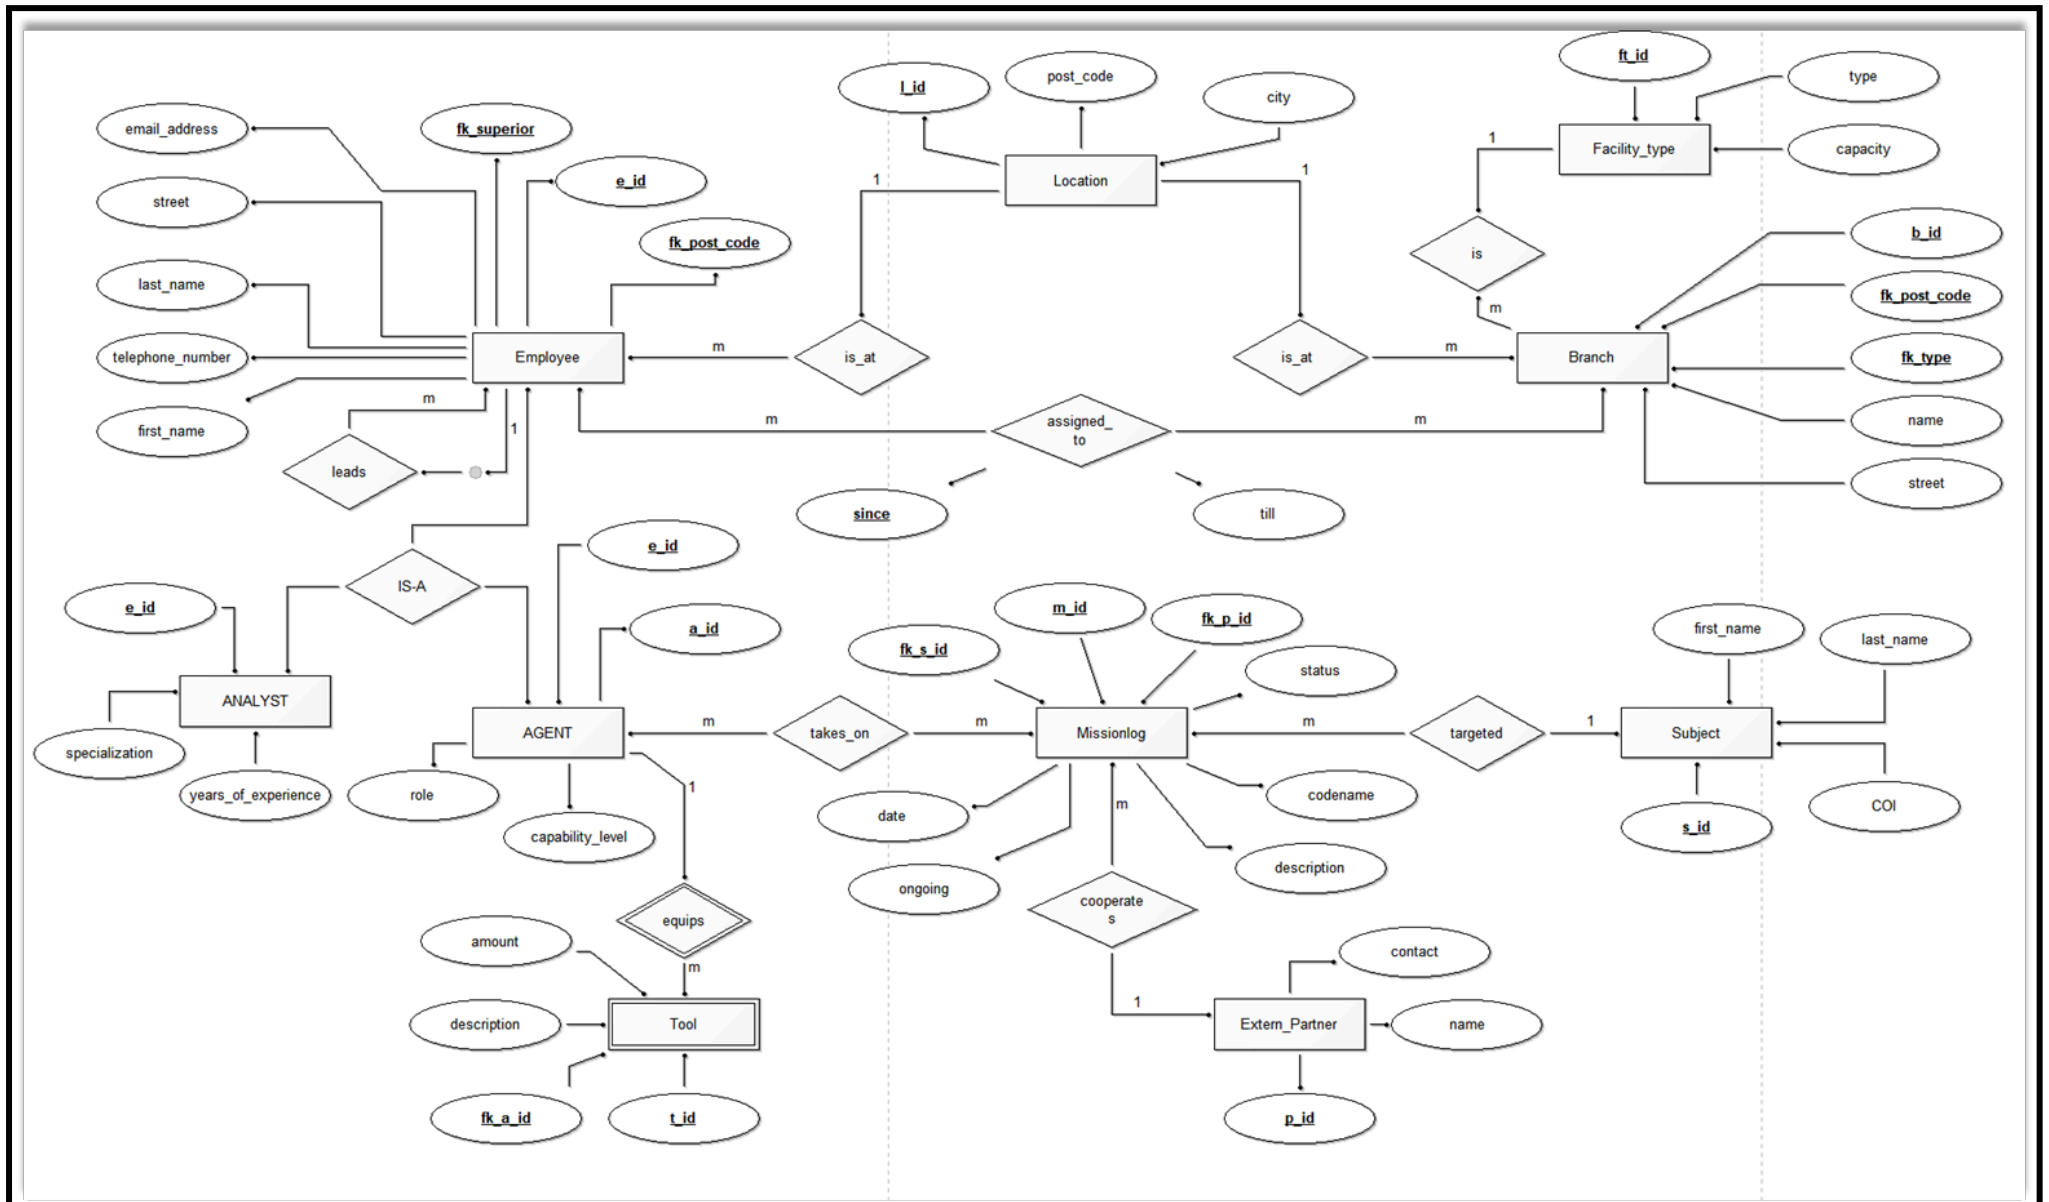 ft_id
l_id
post_code
city
type
email_address
fk_superior
Facility_type
capacity
1
e_id
Location
1
1
street
fk_post_code
b_id
is
last_name
fk_post_code
m
m
m
telephone_number
Employee
is_at
is_at
Branch
fk_type
m
first_name
1
m
assigned_
to
m
name
leads
street
since
till
e_id
IS-A
e_id
m_id
fk_p_id
a_id
first_name
last_name
fk_s_id
status
ANALYST
m
m
m
1
specialization
AGENT
takes_on
Missionlog
targeted
Subject
years_of_experience
role
1
m
codename
COI
date
capability_level
s_id
description
ongoing
cooperate
s
equips
amount
contact
m
1
description
Tool
Extern_Partner
name
fk_a_id
t_id
p_id